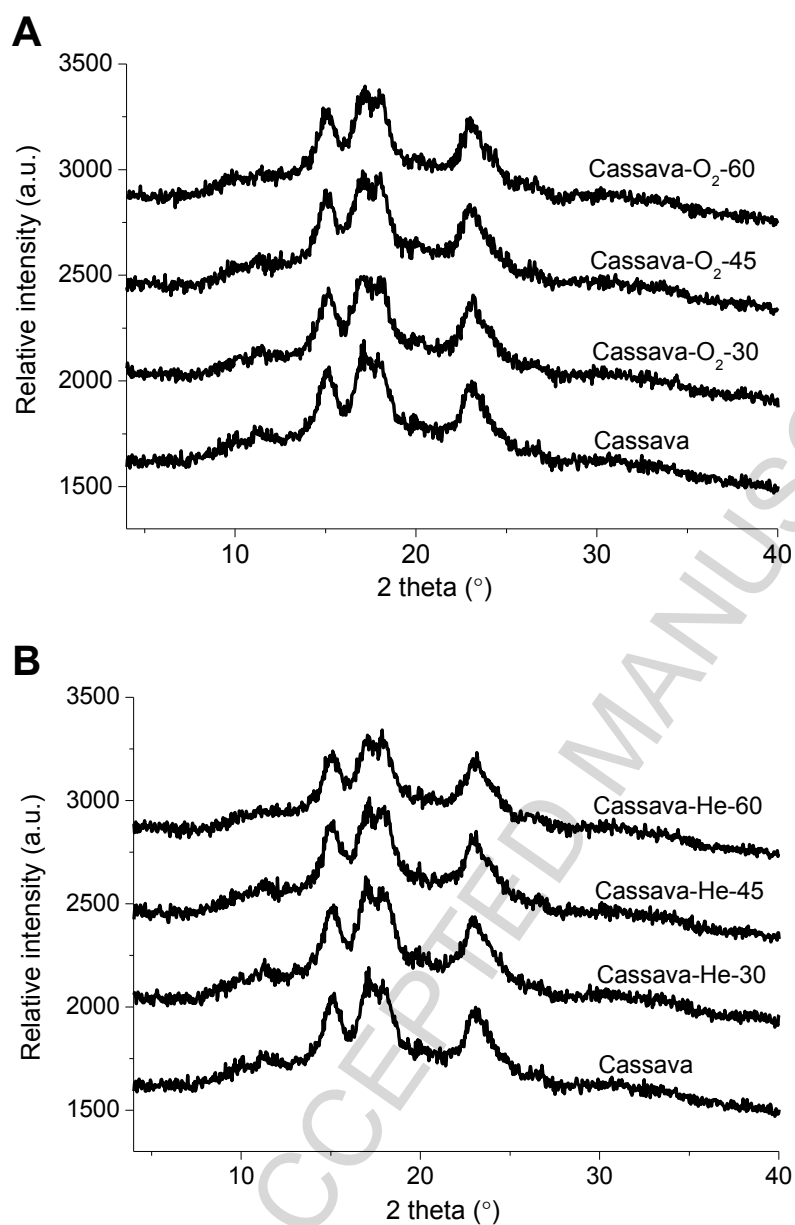 A
3500
3000
2500
2000
1500
Relative intensity (a.u.)
Cassava-O2-60
Cassava-O2-45
Cassava-O2-30
Cassava
10
20
30
40
2 theta (°)
B
3500
3000
2500
2000
1500
Relative intensity (a.u.)
Cassava-He-60
Cassava-He-45
Cassava-He-30
Cassava
10
20
30
40
2 theta (°)
CCEPTED MANUSC